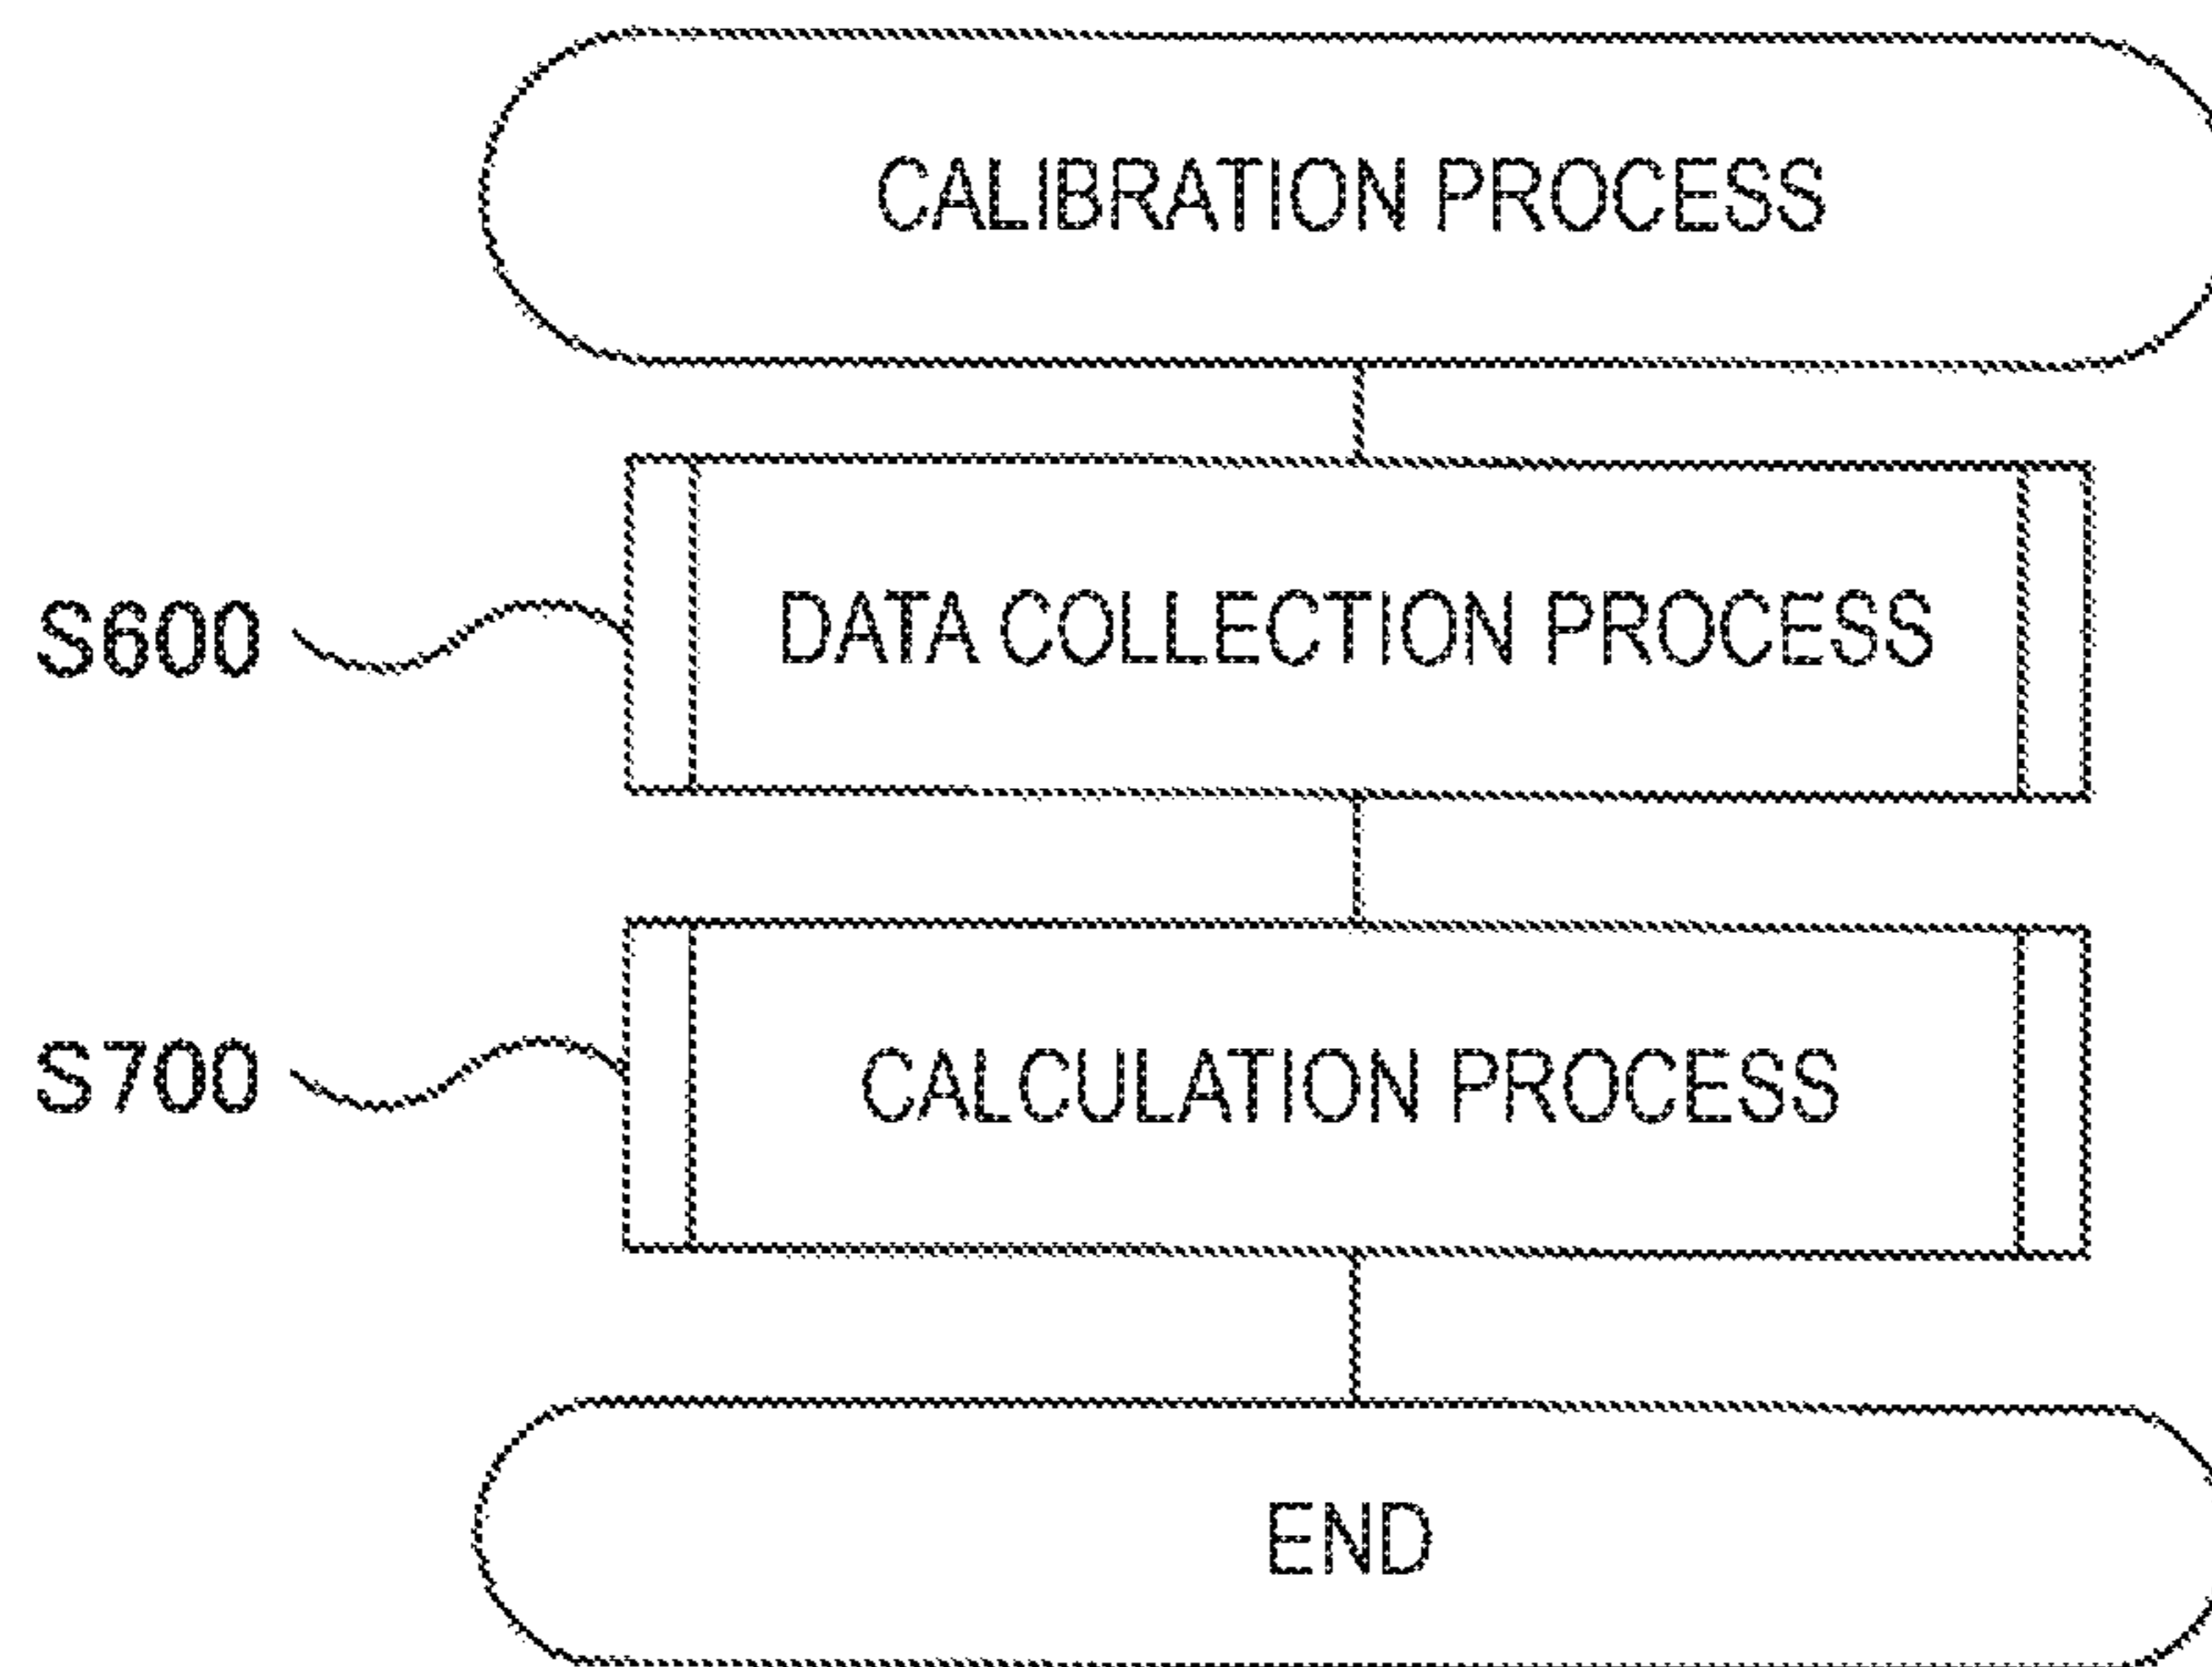 CALIBRATION PROCESS
S600
DATA COLLECTION PROCESS
S700
CALCULATION PROCESS
END